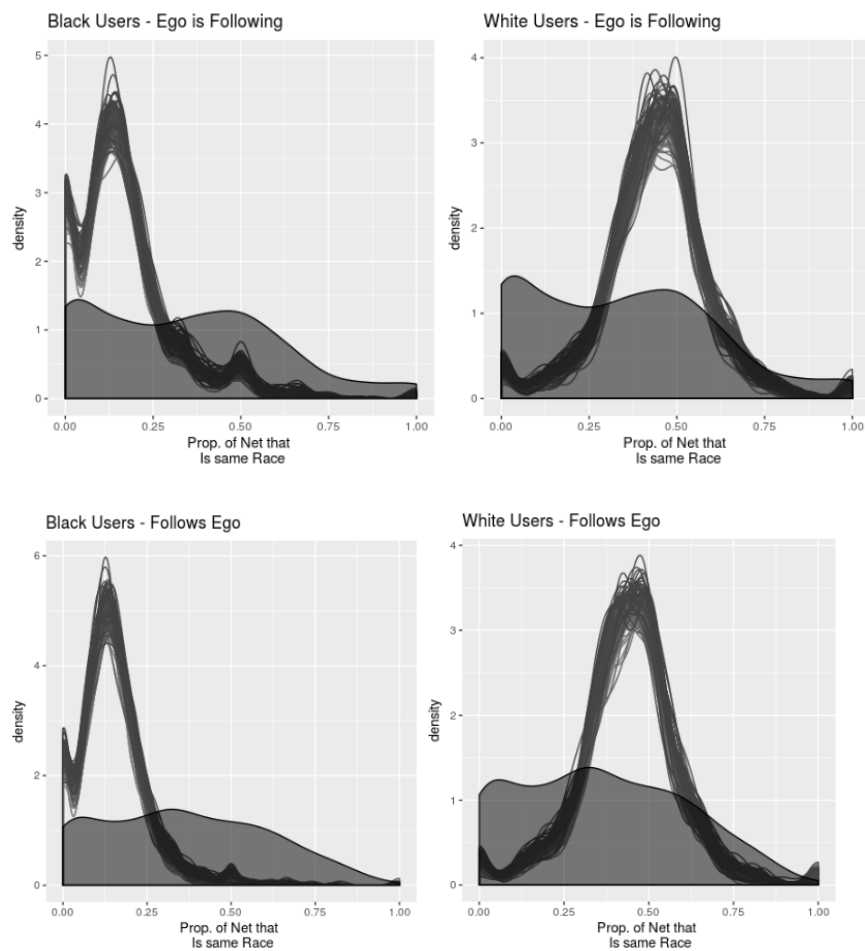 Black Users - Ego is Following
White Users - Ego is Following
5
4
3
2
1
0
density
0.00 0.25 0.50 0.75 1.00
Prop. of Net that
Is same Race
4
3
2
1
0
density
0.00 0.25 0.50 0.75 1.00
Prop. of Net that
Is same Race
Black Users - Follows Ego
White Users - Follows Ego
6
4
2
0
density
0.00 0.25 0.50 0.75 1.00
Prop. of Net that
Is same Race
4
3
2
1
0
density
0.00 0.25 0.50 0.75 1.00
Prop. of Net that
Is same Race